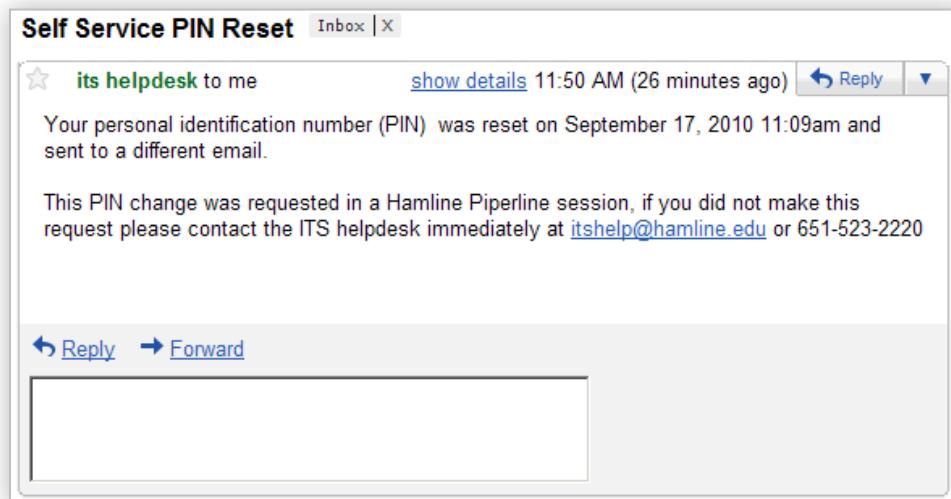 Self Service PIN Reset Inbox | X
its helpdesk to me show details 11:50 AM (26 minutes ago) Reply
Your personal identification number (PIN)  was reset on September 17, 2010 11:09am and
sent to a different email.
This PIN change was requested in a Hamline Piperline session, if you did not make this
request please contact the ITS helpdesk immediately at itshelp@hamline.edu or 651-523-2220
Reply Forward